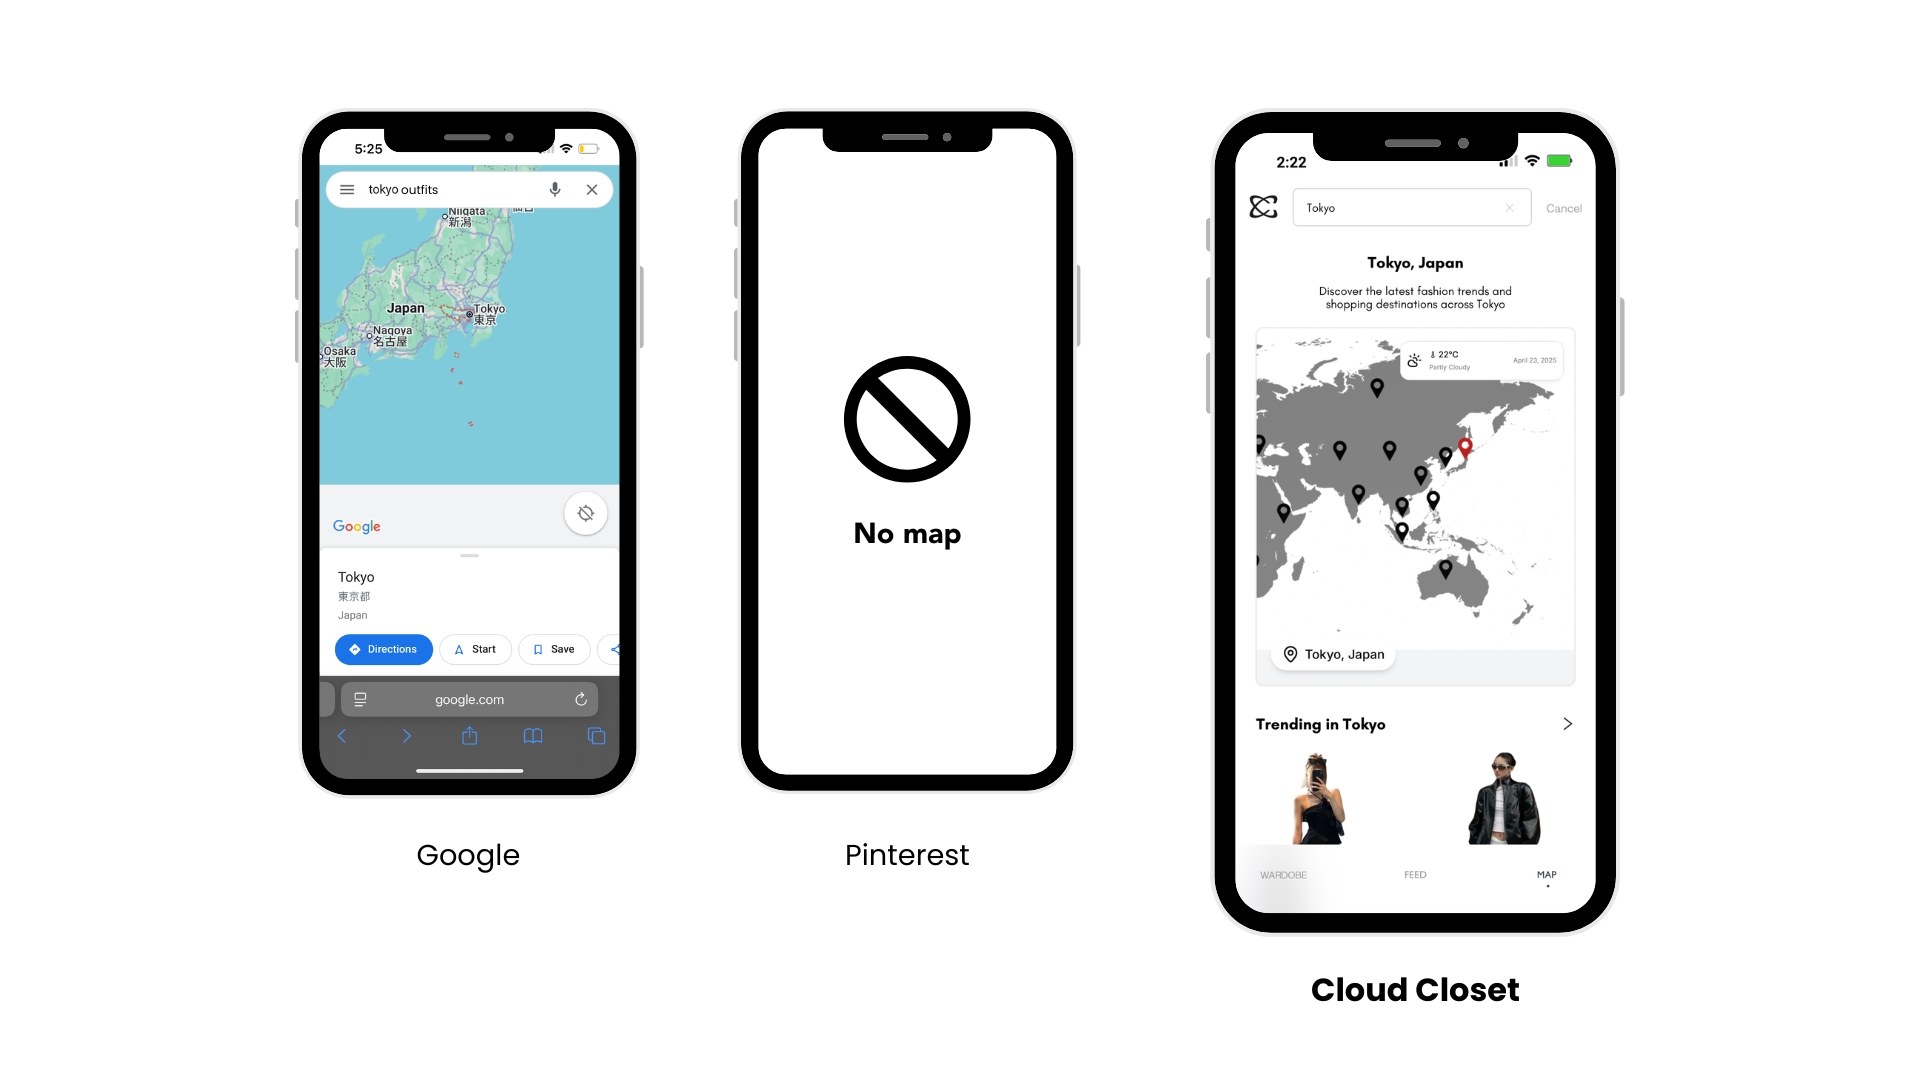 5:25
tokyo outfits
Niigata
新潟
仙台
Japan
Tokyo
東京
Nagoya
名古屋
Osaka
大阪
Google
Tokyo
東京都
Japan
Directions
Start
Save
google.com
Google
No map
Pinterest
2:22
Tokyo
Cancel
Tokyo, Japan
Discover the latest fashion trends and
shopping destinations across Tokyo
22°C
Partly Cloudy
April 23, 2025
Tokyo, Japan
Trending in Tokyo
WARDOBE
FEED
MAP
Cloud Closet